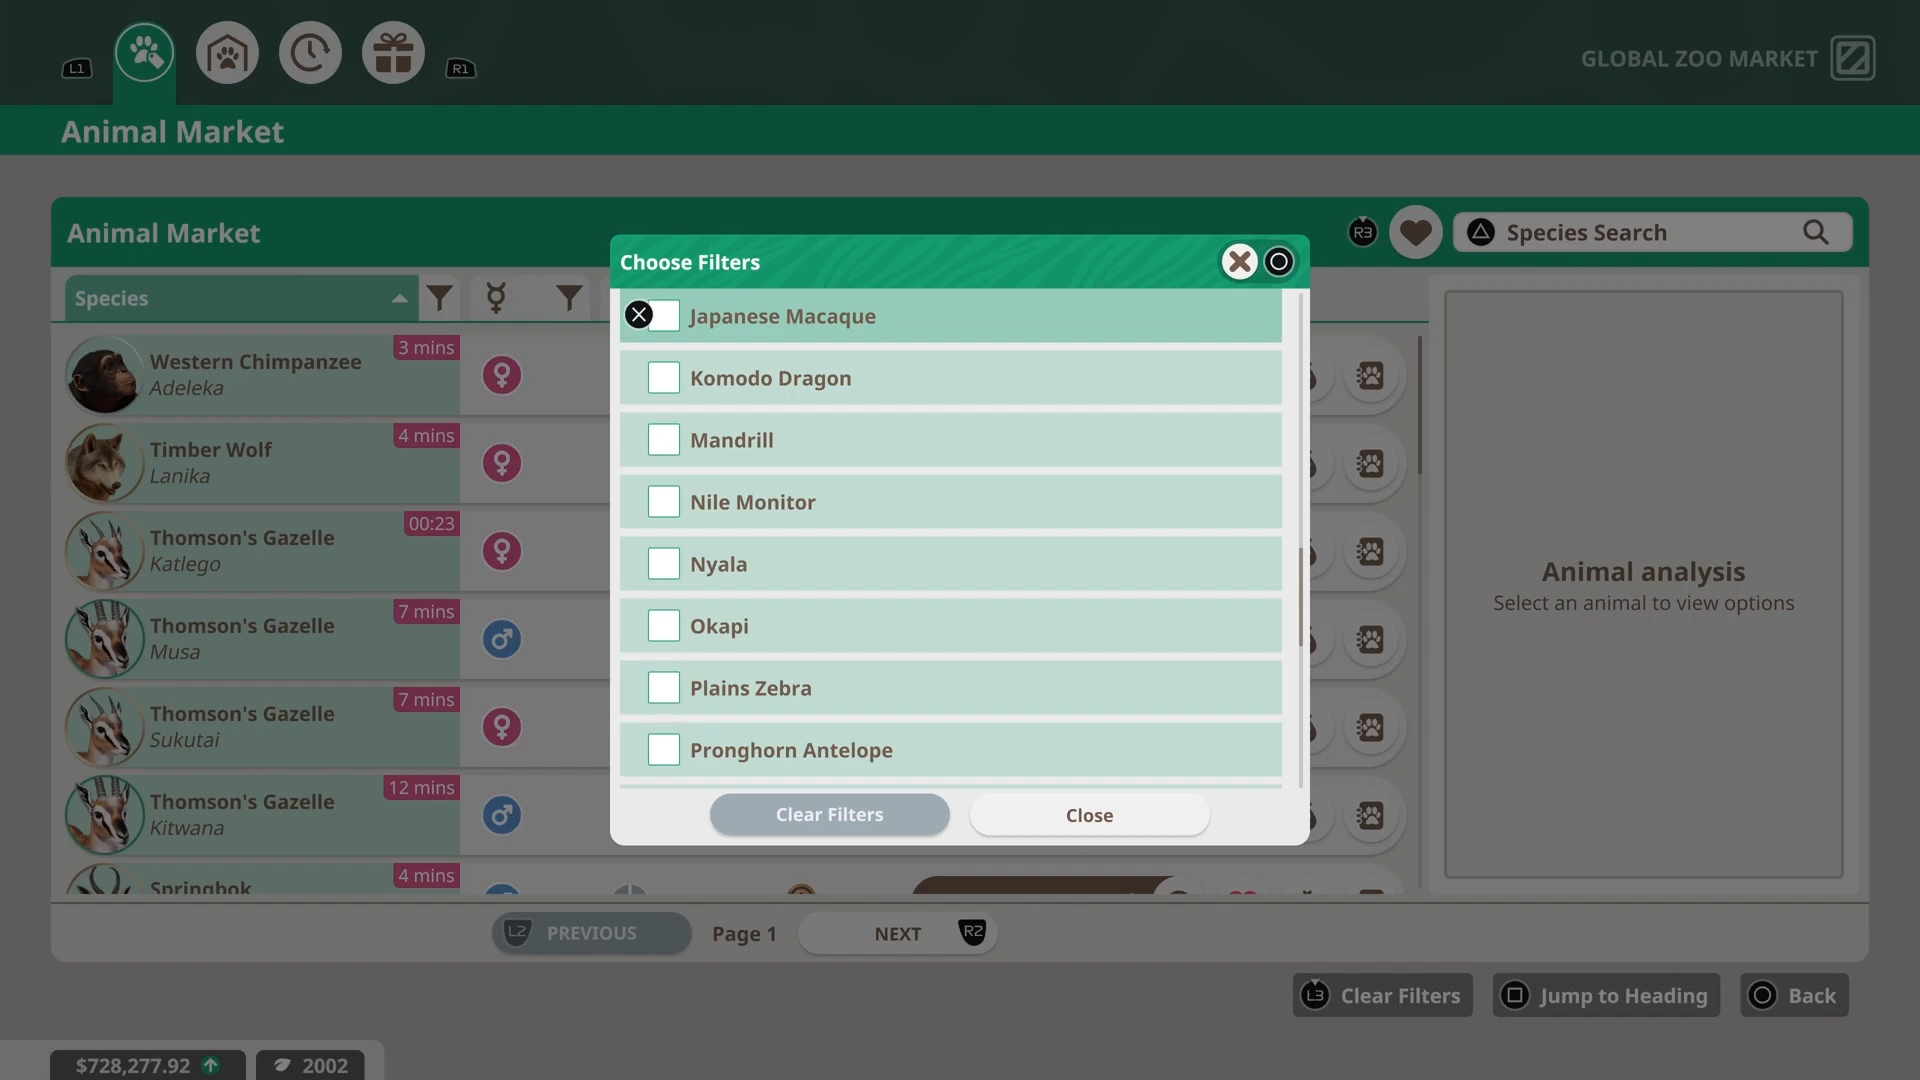 L1
R1
GLOBAL ZOO MARKET
Animal Market
Animal Market
R3
Species Search
Species
Western Chimpanzee
Adeleka
3 mins
Timber Wolf
Lanika
4 mins
Thomson's Gazelle
Katlego
00:23
Thomson's Gazelle
Musa
7 mins
Thomson's Gazelle
Sukutai
7 mins
Thomson's Gazelle
Kitwana
12 mins
Springbok
4 mins
Choose Filters
Japanese Macaque
Komodo Dragon
Mandrill
Nile Monitor
Nyala
Okapi
Plains Zebra
Pronghorn Antelope
Clear Filters
Close
Animal analysis
Select an animal to view options
L2 PREVIOUS
Page 1
NEXT R2
L3 Clear Filters
Jump to Heading
Back
$728,277.92
2002